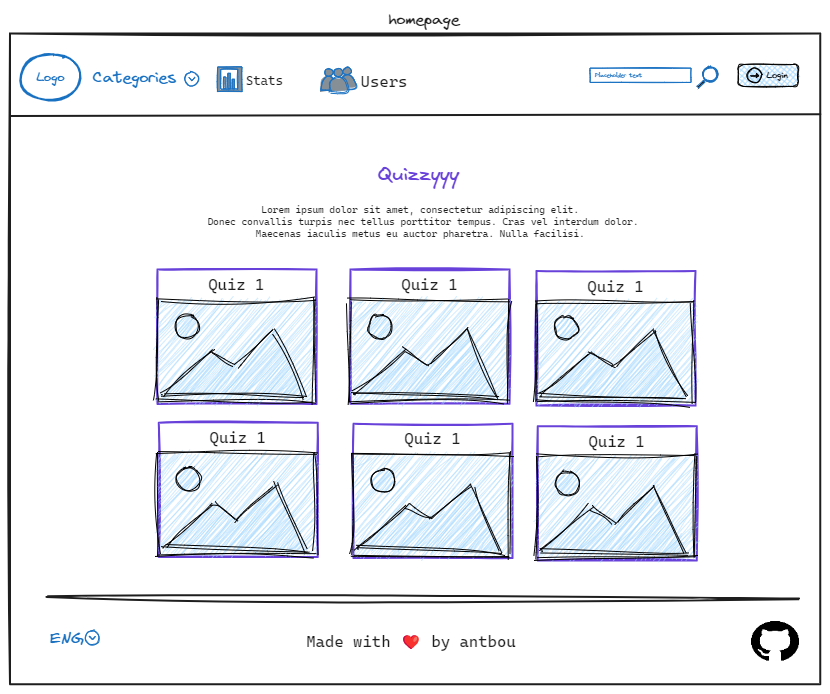 homepage
Logo
Categories
Stats
Users
Placeholder text
Login
Quizzyyy
Lorem ipsum dolor sit amet, consectetur adipiscing elit.
Donec convallis turpis nec tellus porttitor tempus. Cras vel interdum dolor.
Maecenas iaculis metus eu auctor pharetra. Nulla facilisi.
Quiz 1
Quiz 1
Quiz 1
Quiz 1
Quiz 1
Quiz 1
ENG
Made with ❤️ by antbou